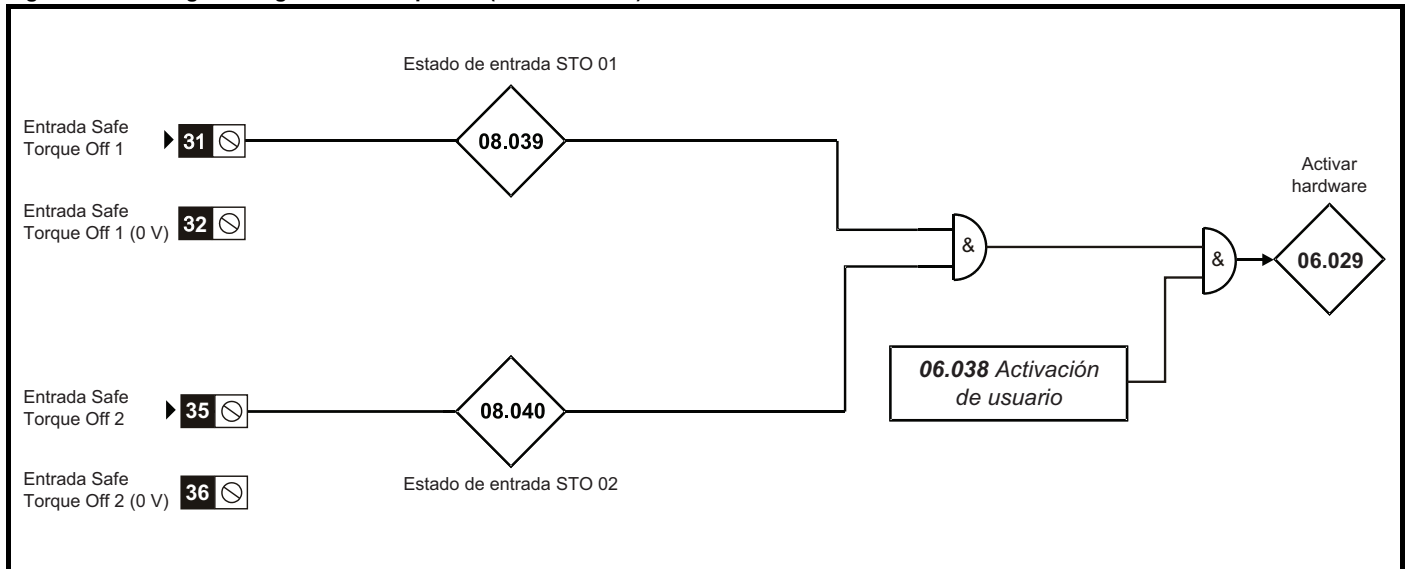 Estado de entrada STO 01
Entrada Safe
Torque Off 1
31
08.039
Activar
hardware
Entrada Safe
Torque Off 1 (0 V)
32
&
&
06.029
06.038 Activación
de usuario
Entrada Safe
Torque Off 2
35
08.040
Entrada Safe
Torque Off 2 (0 V)
36
Estado de entrada STO 02